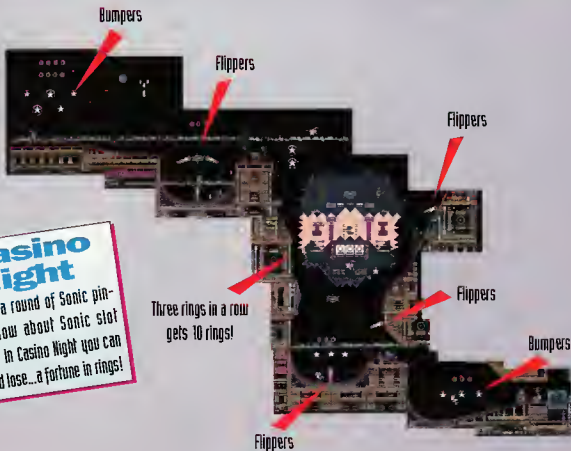 Bumpers
Flippers
Flippers
asino
ight
a round of Sonic pin-
ow about Sonic slot
In Casino Night you can
d lose...a fortune in rings!
Three rings in a row
gets 10 rings!
Flippers
Bumpers
Flippers